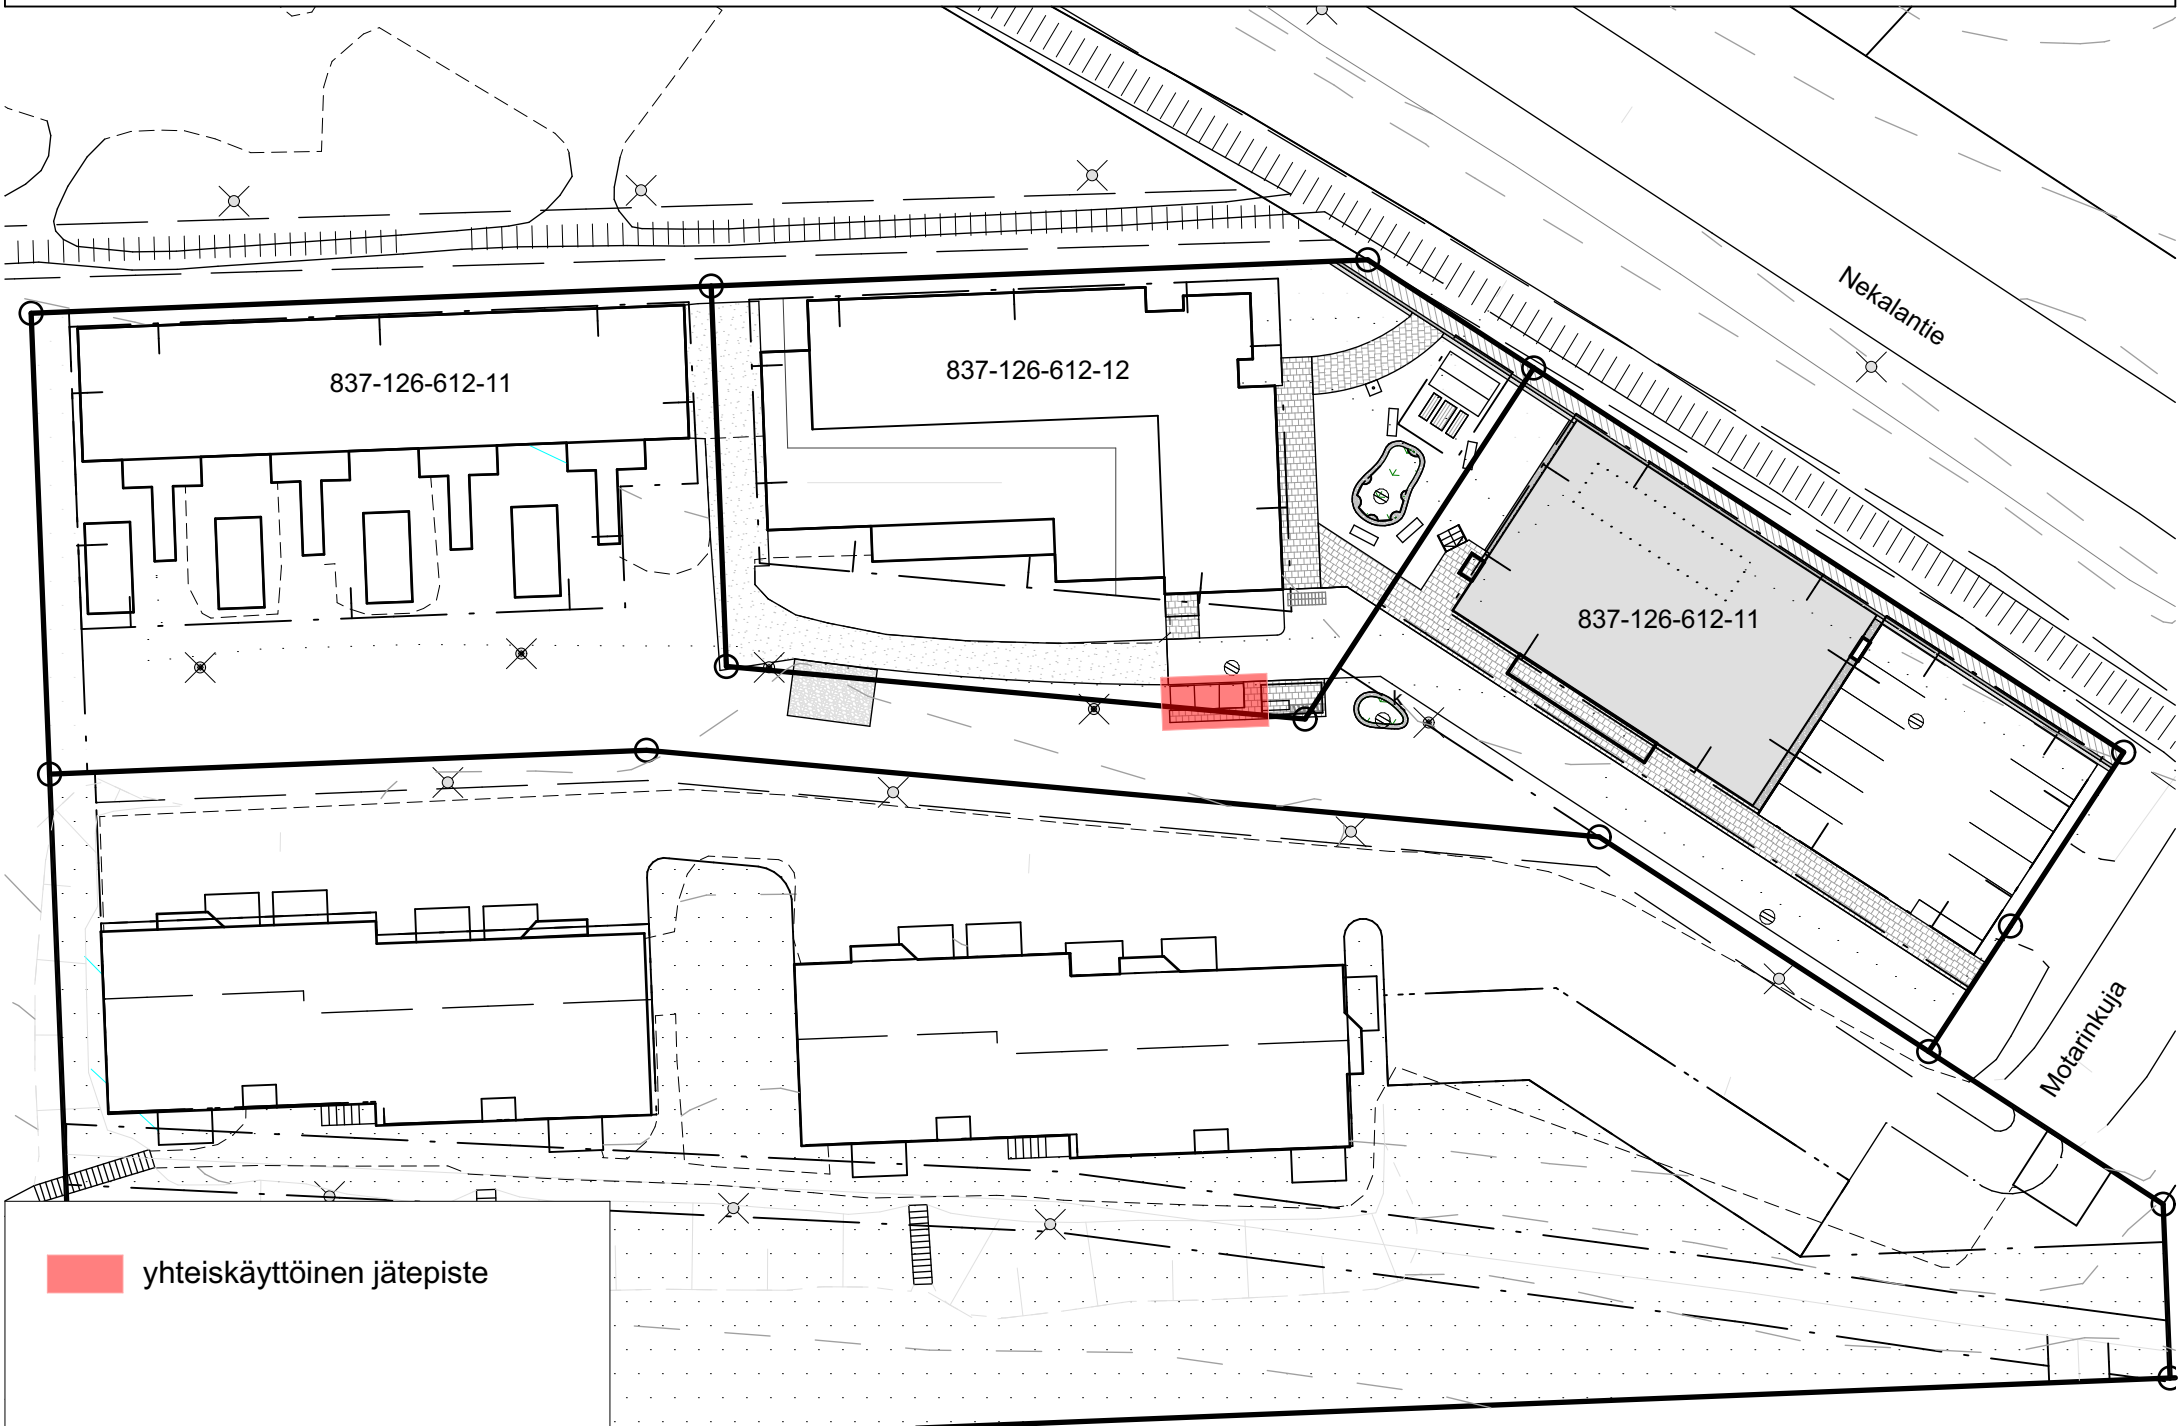 Nekalantie
837-126-612-11
837-126-612-12
837-126-612-11
k
Motarinkuja
yhteiskäyttöinen jätepiste